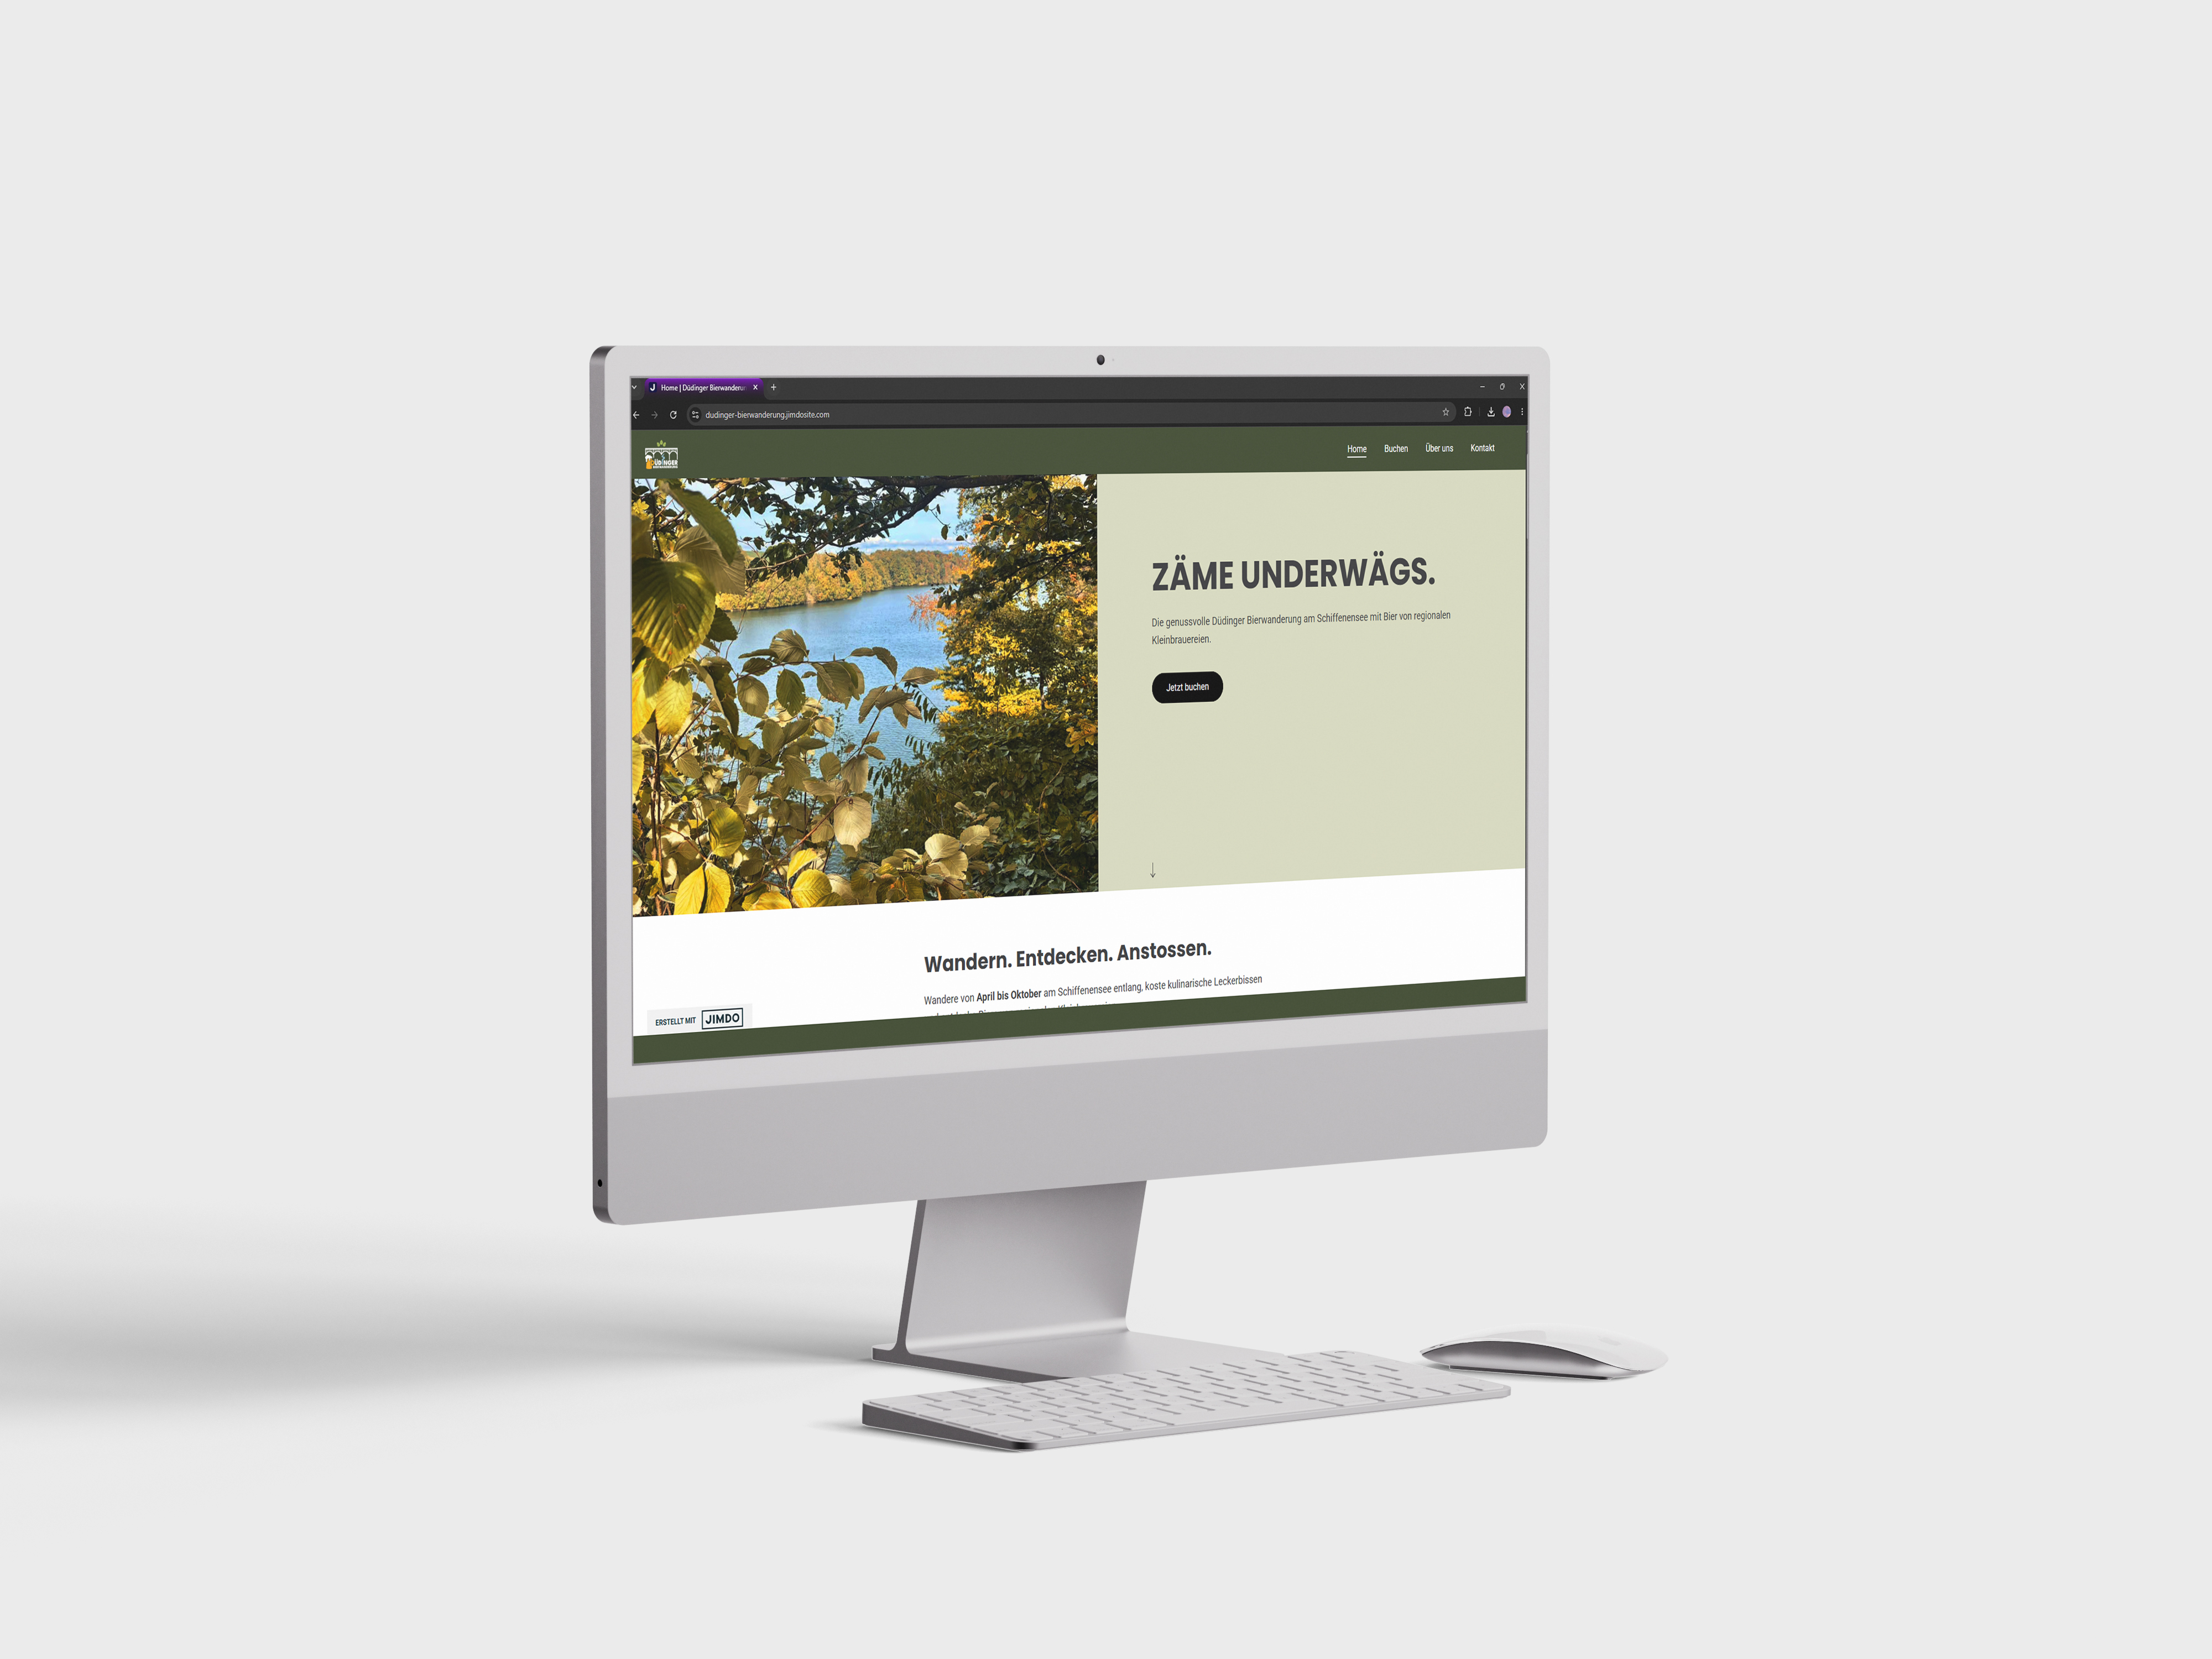 Home | Düdinger Bierwanderu
dudinger-bierwanderung.jimdosite.com
DÜDINGER
Home Buchen Über uns Kontakt
ZÄME UNDERWÄGS.
Die genussvolle Düdinger Bierwanderung am Schiffenensee mit Bier von regionalen
Kleinbrauereien.
Jetzt buchen
Wandern. Entdecken. Anstossen.
Wandere von April bis Oktober am Schiffenensee entlang, koste kulinarische Leckerbissen
ERSTELLT MIT JIMDO